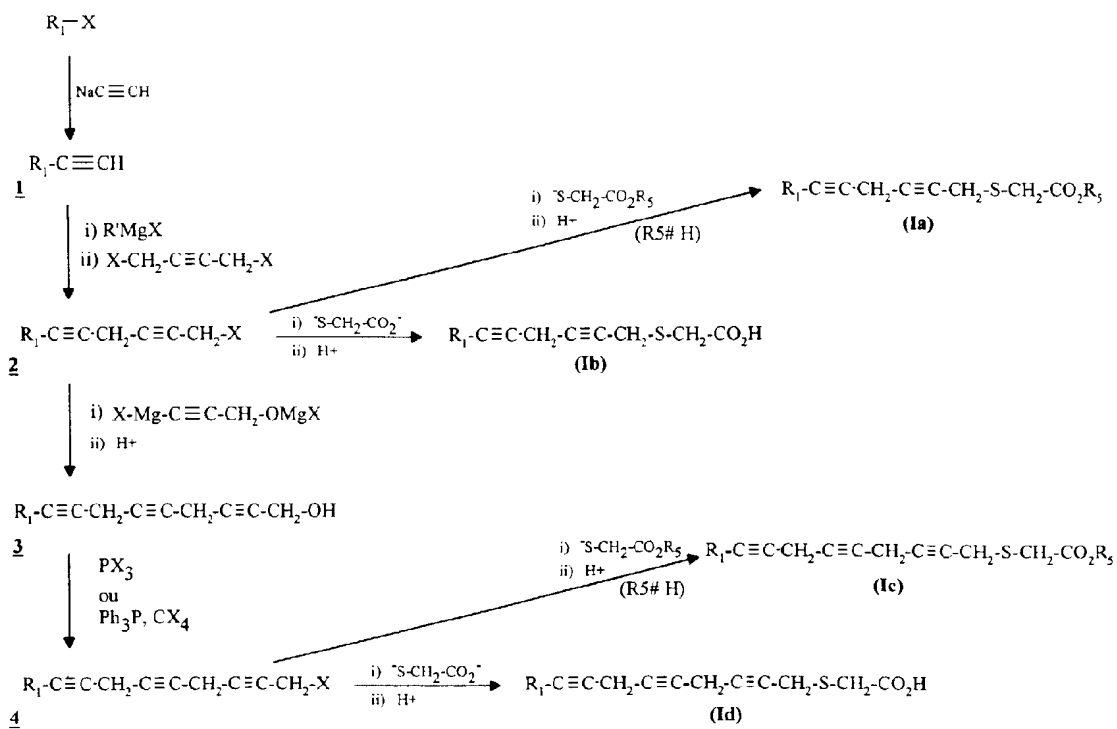 R₁-X
NaC≡CH
R₁-C≡CH
1
i) R'MgX
ii) X-CH₂-C≡C-CH₂-X
i) ⁻S-CH₂-CO₂R₅
ii) H+
(R5# H)
R₁-C≡C-CH₂-C≡C-CH₂-S-CH₂-CO₂R₅
(Ia)
R₁-C≡C-CH₂-C≡C-CH₂-X
2
i) ⁻S-CH₂-CO₂⁻
ii) H+
R₁-C≡C-CH₂-C≡C-CH₂-S-CH₂-CO₂H
(Ib)
i) X-Mg-C≡C-CH₂-OMgX
ii) H+
R₁-C≡C-CH₂-C≡C-CH₂-C≡C-CH₂-OH
3
PX₃
ou
Ph₃P, CX₄
i) ⁻S-CH₂-CO₂R₅
ii) H+
(R5# H)
R₁-C≡C-CH₂-C≡C-CH₂-C≡C-CH₂-S-CH₂-CO₂R₅
(Ic)
R₁-C≡C-CH₂-C≡C-CH₂-C≡C-CH₂-X
4
i) ⁻S-CH₂-CO₂⁻
ii) H+
R₁-C≡C-CH₂-C≡C-CH₂-C≡C-CH₂-S-CH₂-CO₂H
(Id)